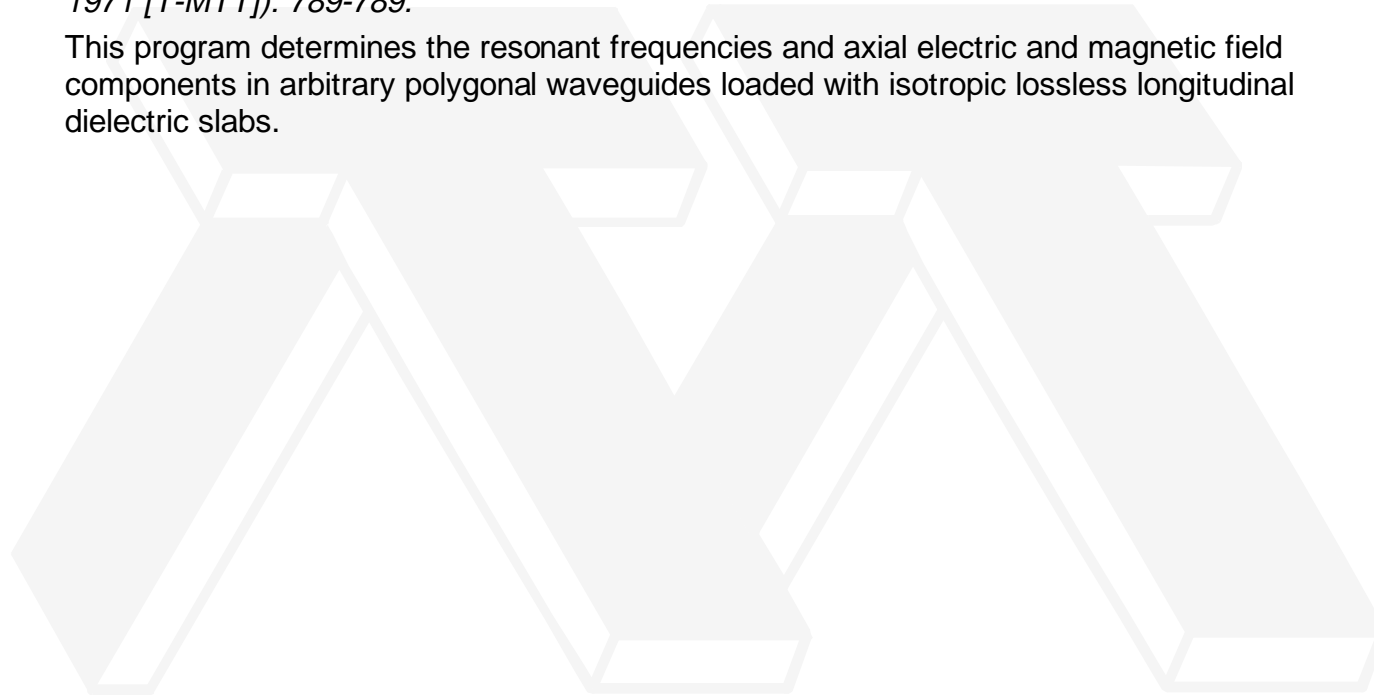 1971 [T-MTT]). 789-789.
This program determines the resonant frequencies and axial electric and magnetic field
components in arbitrary polygonal waveguides loaded with isotropic lossless longitudinal
dielectric slabs.